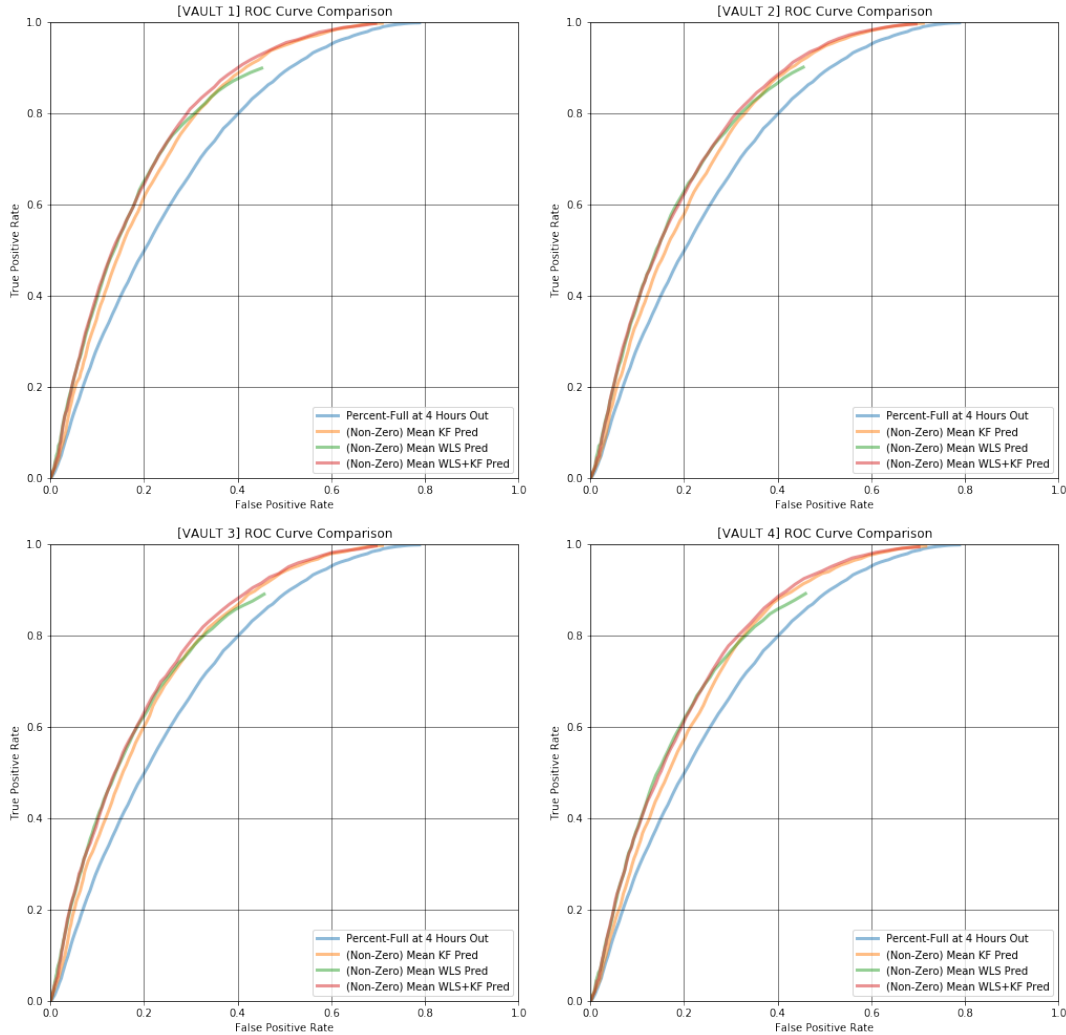 [VAULT 1] ROC Curve Comparison
1.0
0.8
0.6
0.4
0.2
0.0
True Positive Rate
0.0 0.2 0.4 0.6 0.8 1.0
False Positive Rate
Percent-Full at 4 Hours Out
(Non-Zero) Mean KF Pred
(Non-Zero) Mean WLS Pred
(Non-Zero) Mean WLS+KF Pred
[VAULT 2] ROC Curve Comparison
1.0
0.8
0.6
0.4
0.2
0.0
True Positive Rate
0.0 0.2 0.4 0.6 0.8 1.0
False Positive Rate
Percent-Full at 4 Hours Out
(Non-Zero) Mean KF Pred
(Non-Zero) Mean WLS Pred
(Non-Zero) Mean WLS+KF Pred
[VAULT 3] ROC Curve Comparison
1.0
0.8
0.6
0.4
0.2
0.0
True Positive Rate
0.0 0.2 0.4 0.6 0.8 1.0
False Positive Rate
Percent-Full at 4 Hours Out
(Non-Zero) Mean KF Pred
(Non-Zero) Mean WLS Pred
(Non-Zero) Mean WLS+KF Pred
[VAULT 4] ROC Curve Comparison
1.0
0.8
0.6
0.4
0.2
0.0
True Positive Rate
0.0 0.2 0.4 0.6 0.8 1.0
False Positive Rate
Percent-Full at 4 Hours Out
(Non-Zero) Mean KF Pred
(Non-Zero) Mean WLS Pred
(Non-Zero) Mean WLS+KF Pred